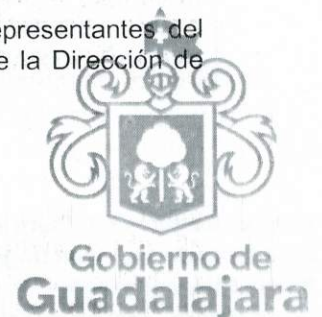 epresentantes del
e la Dirección de
Gobierno de
Guadalajara